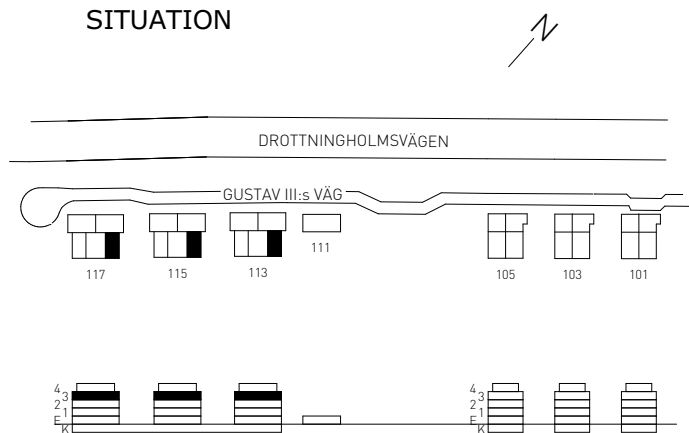 SITUATION
N
DROTTNINGHOLMSVÄGEN
GUSTAV III:s VÄG
117 115 113 111 105 103 101
4
3
2
1
E
K
4
3
2
1
E
K